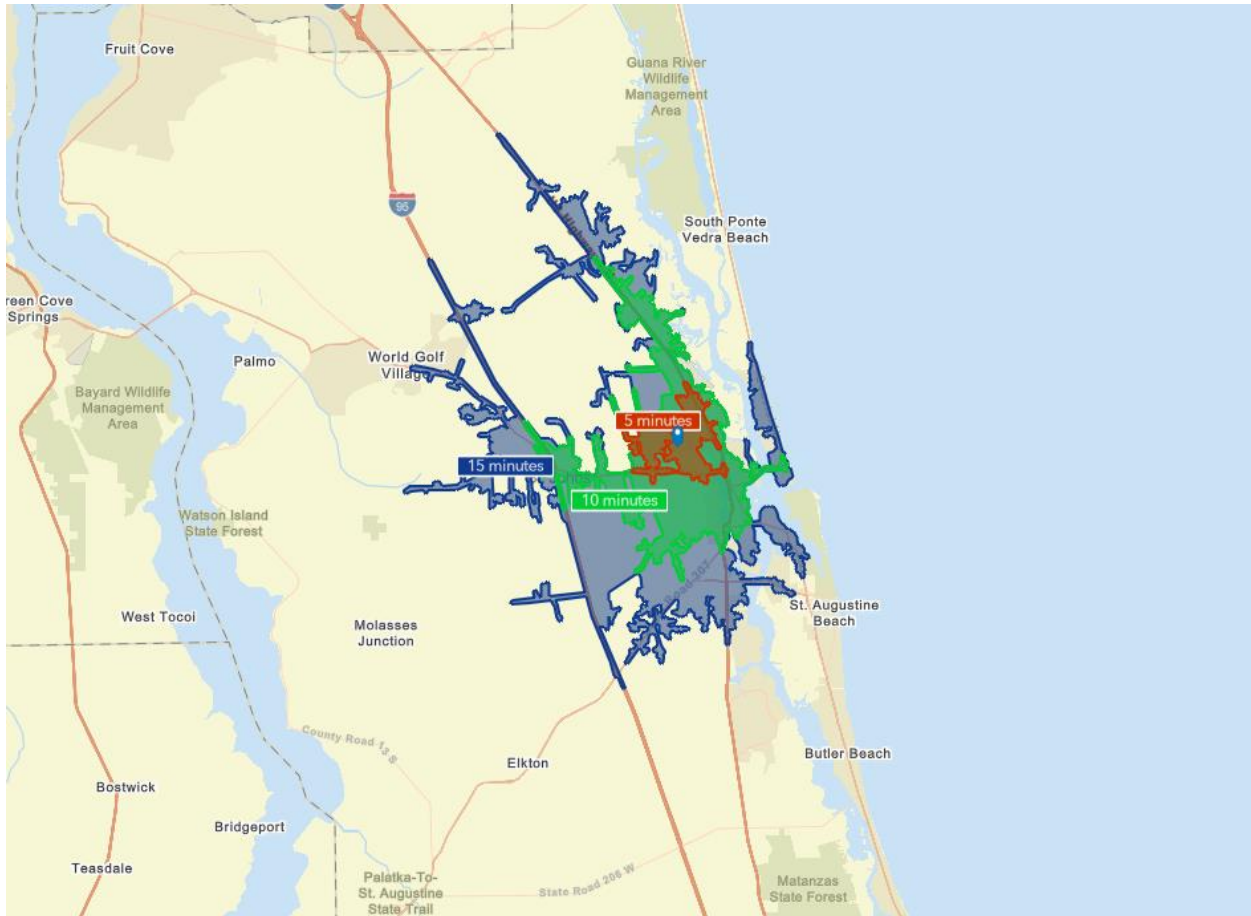 Fruit Cove
Guana River
Wildlife
Management
Area
95
South Ponte
Vedra Beach
Highway
reen Cove
Springs
Palmo
World Golf
Village
Bayard Wildlife
Management
Area
5 minutes
15 minutes
10 minutes
Watson Island
State Forest
Road 207
West Tocoi
Molasses
Junction
St. Augustine
Beach
County Road 13 S
Elkton
Butler Beach
Bostwick
Bridgeport
Teasdale
Palatka-To-
St. Augustine
State Trail
State Road 206 W
Matanzas
State Forest